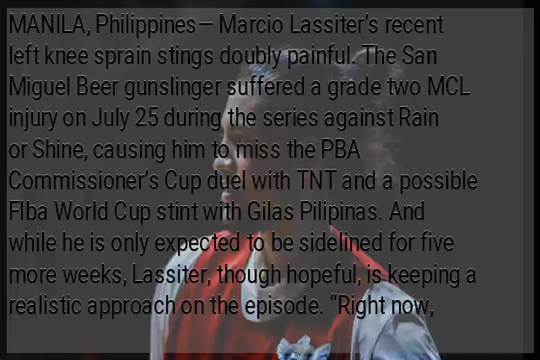 MANILA, Philippines— Marcio Lassiter’s recent
left knee sprain stings doubly painful. The San
Miguel Beer gunslinger suffered a grade two MCL
injury on July 25 during the series against Rain
or Shine, causing him to miss the PBA
Commissioner’s Cup duel with TNT and a possible
FIba World Cup stint with Gilas Pilipinas. And
while he is only expected to be sidelined for five
more weeks, Lassiter, though hopeful, is keeping a
realistic approach on the episode. “Right now,